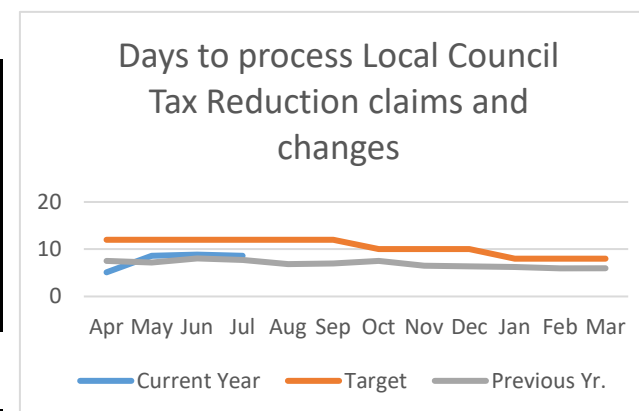 Days to process Local Council
Tax Reduction claims and
changes
20
10
0
Apr May Jun Jul Aug Sep Oct Nov Dec Jan Feb Mar
Current Year Target Previous Yr.